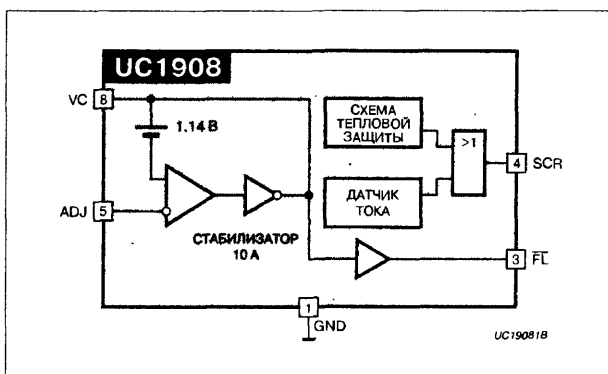 UC1908
VC 8
1.14 В
СХЕМА
ТЕПЛОВОЙ
ЗАЩИТЫ
>1
4 SCR
ADJ 5
ДАТЧИК
ТОКА
СТАБИЛИЗАТОР
10 А
3 FL
1
GND
UC19081B